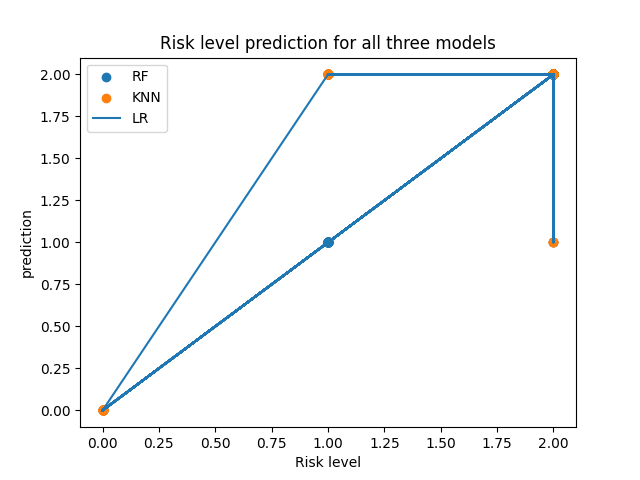 Risk level prediction for all three models
RF
KNN
LR
prediction
2.00
1.75
1.50
1.25
1.00
0.75
0.50
0.25
0.00
0.00 0.25 0.50 0.75 1.00 1.25 1.50 1.75 2.00
Risk level